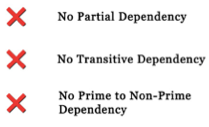 No Partial Dependency
No Transitive Dependency
No Prime to Non-Prime
Dependency